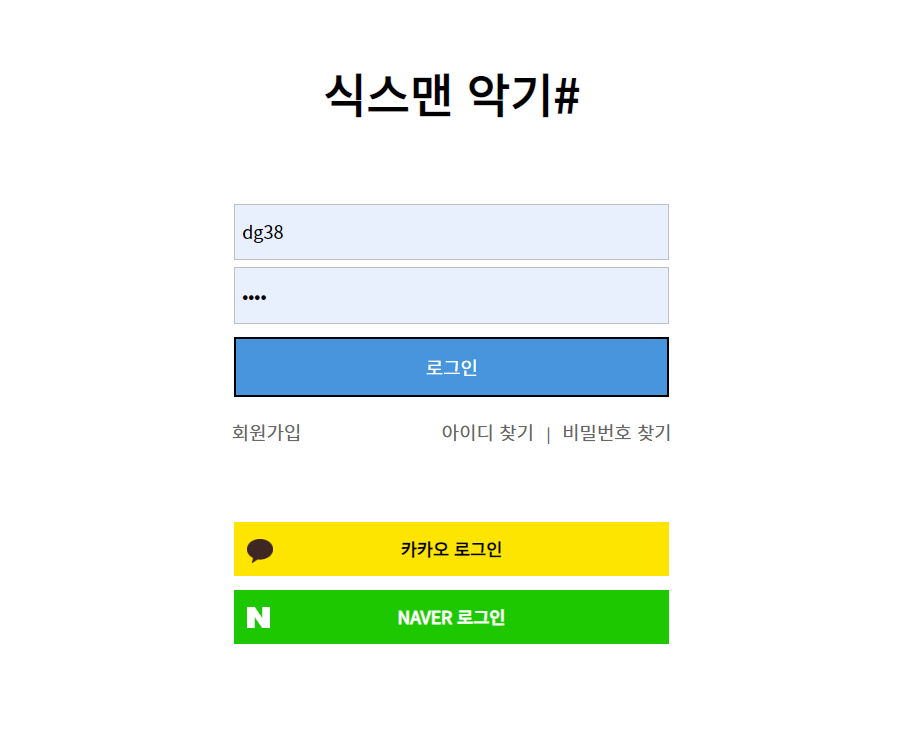 식스맨 악기#
dg38
••••
로그인
회원가입 아이디 찾기 | 비밀번호 찾기
카카오 로그인
N NAVER 로그인